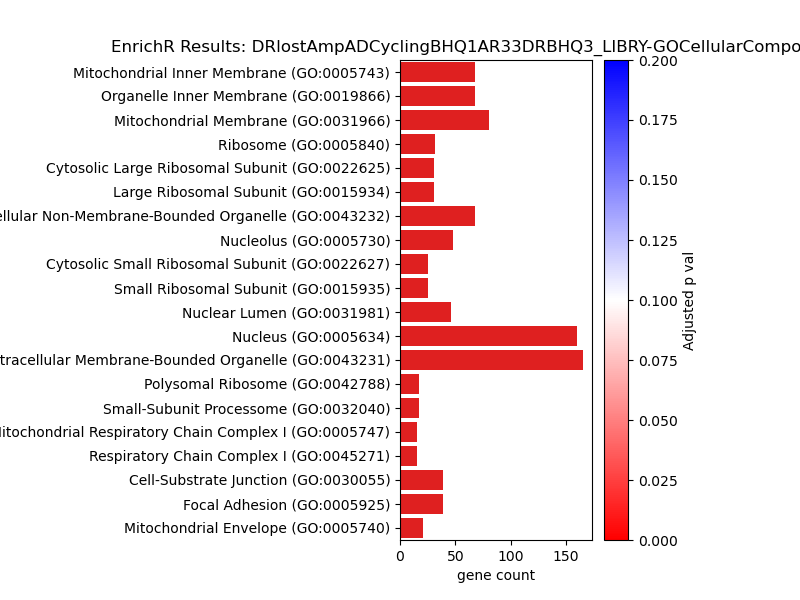 EnrichR Results: DRlostAmpADCyclingBHQ1AR33DRBHQ3_LIBRY-GOCellularCompo
Mitochondrial Inner Membrane (GO:0005743)
Organelle Inner Membrane (GO:0019866)
Mitochondrial Membrane (GO:0031966)
Ribosome (GO:0005840)
Cytosolic Large Ribosomal Subunit (GO:0022625)
Large Ribosomal Subunit (GO:0015934)
ellular Non-Membrane-Bounded Organelle (GO:0043232)
Nucleolus (GO:0005730)
Cytosolic Small Ribosomal Subunit (GO:0022627)
Small Ribosomal Subunit (GO:0015935)
Nuclear Lumen (GO:0031981)
Nucleus (GO:0005634)
tracellular Membrane-Bounded Organelle (GO:0043231)
Polysomal Ribosome (GO:0042788)
Small-Subunit Processome (GO:0032040)
Mitochondrial Respiratory Chain Complex I (GO:0005747)
Respiratory Chain Complex I (GO:0045271)
Cell-Substrate Junction (GO:0030055)
Focal Adhesion (GO:0005925)
Mitochondrial Envelope (GO:0005740)
0 50 100 150
gene count
0.200
0.175
0.150
0.125
0.100
0.075
0.050
0.025
0.000
Adjusted p val